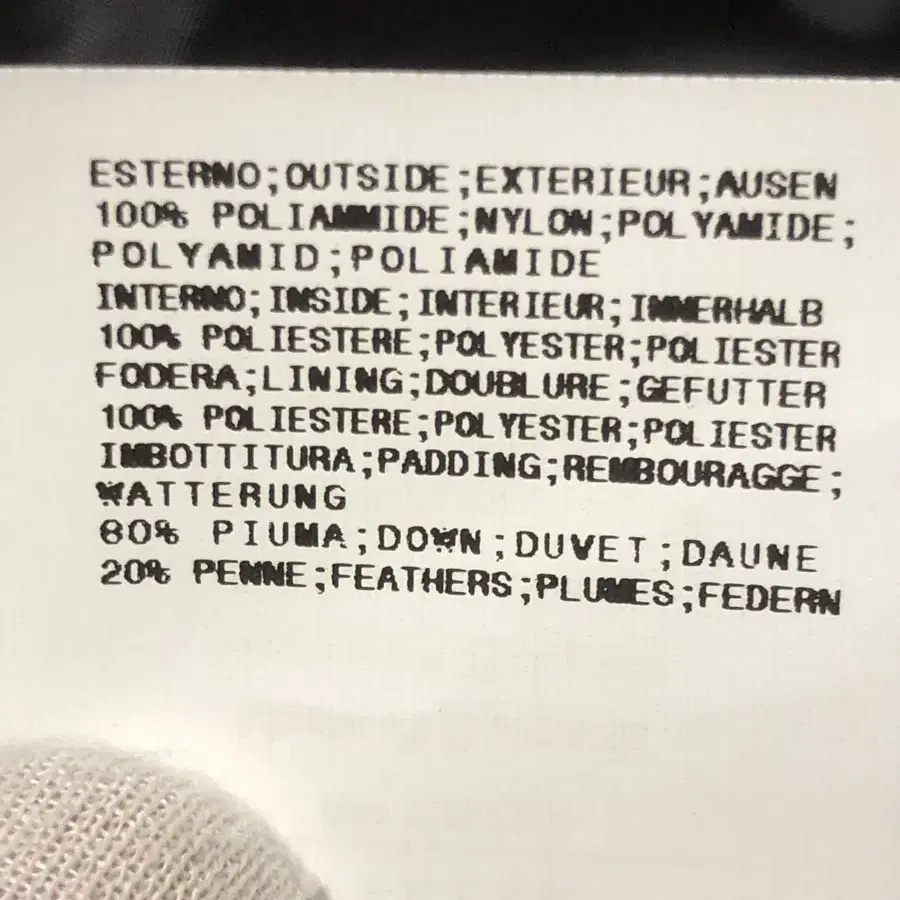 ESTERNO;OUTSIDE;EXTERIEUR;AUSEN
100% POLIAMMIDE;NYLON;POLYAMIDE;
POLYAMID;POLIAMIDE
INTERNO;INSIDE;INTERIEUR;INNERHALB
100% POLIESTERE;POLYESTER;POLIESTER
FODERA;LINING;DOUBLURE;GEFUTTER
100% POLIESTERE;POLYESTER;POLIESTER
IMBOTTITURA;PADDING;REMBOURAGGE;
WATTERUNG
80% PIUMA;DOWN;DUVET;DAUNE
20% PENNE;FEATHERS;PLUMES;FEDERN